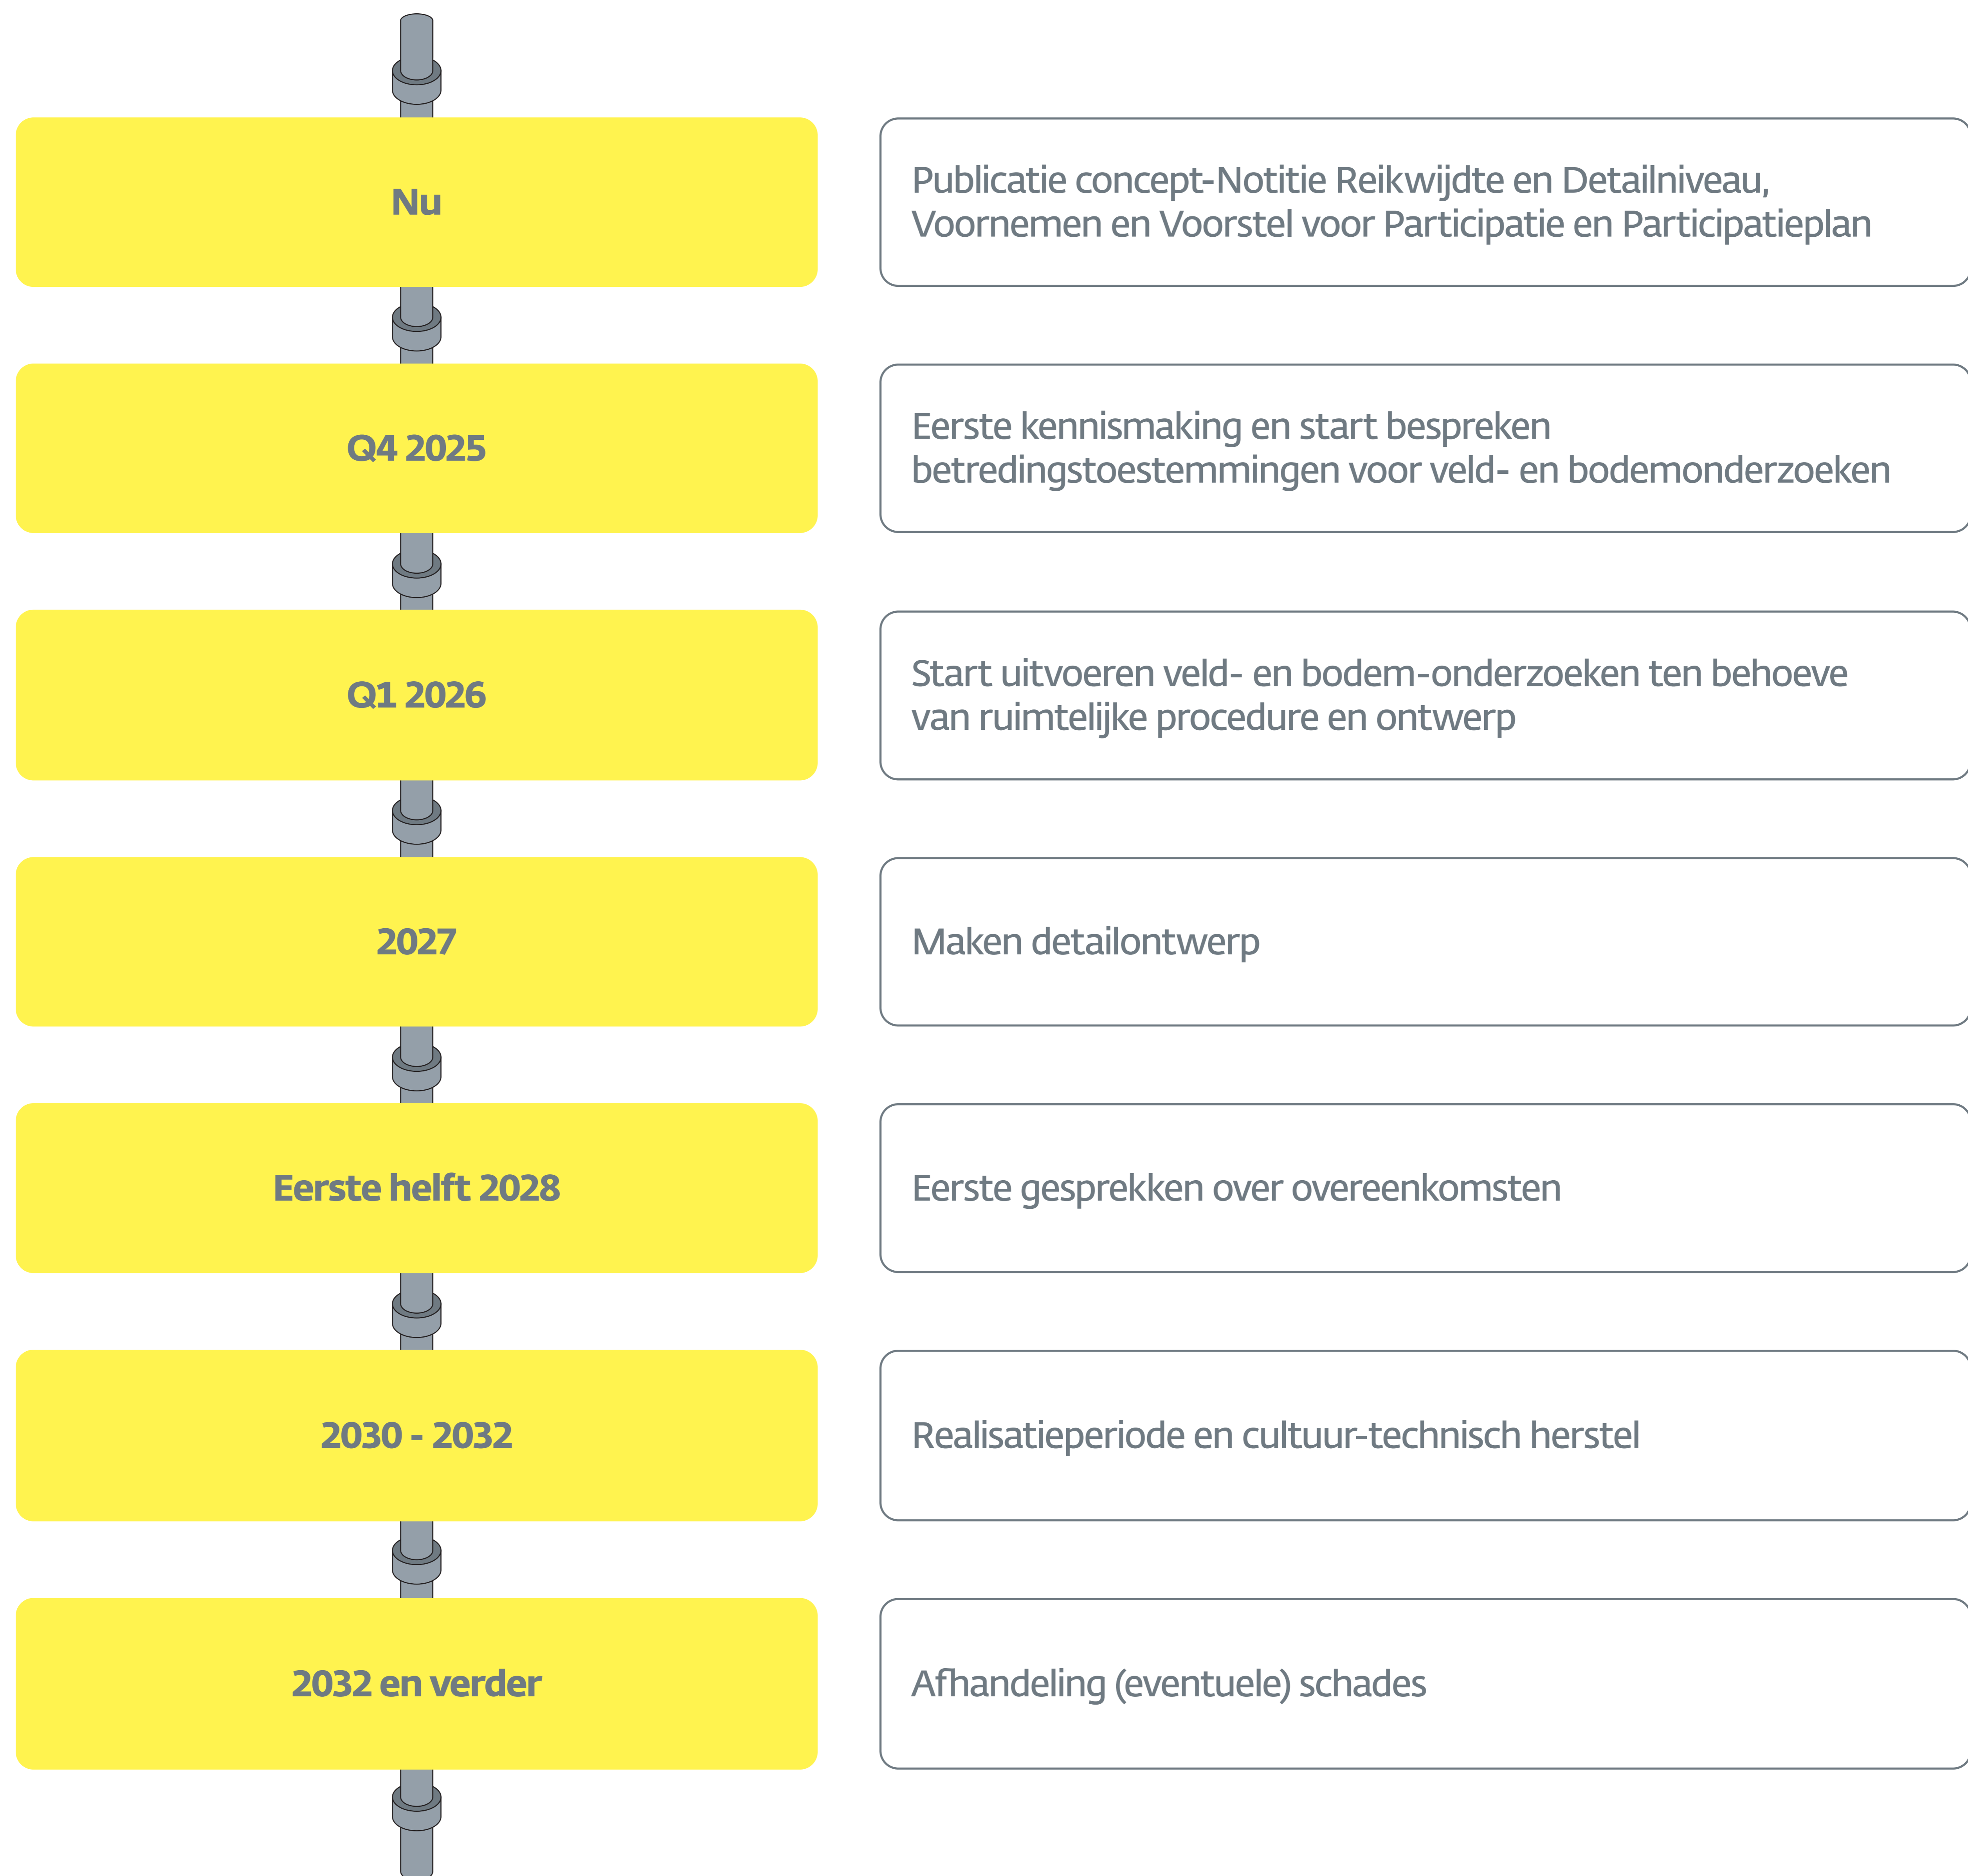 Nu
Publicatie concept-Notitie Reikwijdte en Detailniveau,
Voornemen en Voorstel voor Participatie en Participatieplan
Q4 2025
Eerste kennismaking en start bespreken
betredingstoestemmingen voor veld- en bodemonderzoeken
Q1 2026
Start uitvoeren veld- en bodem-onderzoeken ten behoeve
van ruimtelijke procedure en ontwerp
2027
Maken detailontwerp
Eerste helft 2028
Eerste gesprekken over overeenkomsten
2030 - 2032
Realisatieperiode en cultuur-technisch herstel
2032 en verder
Afhandeling (eventuele) schades